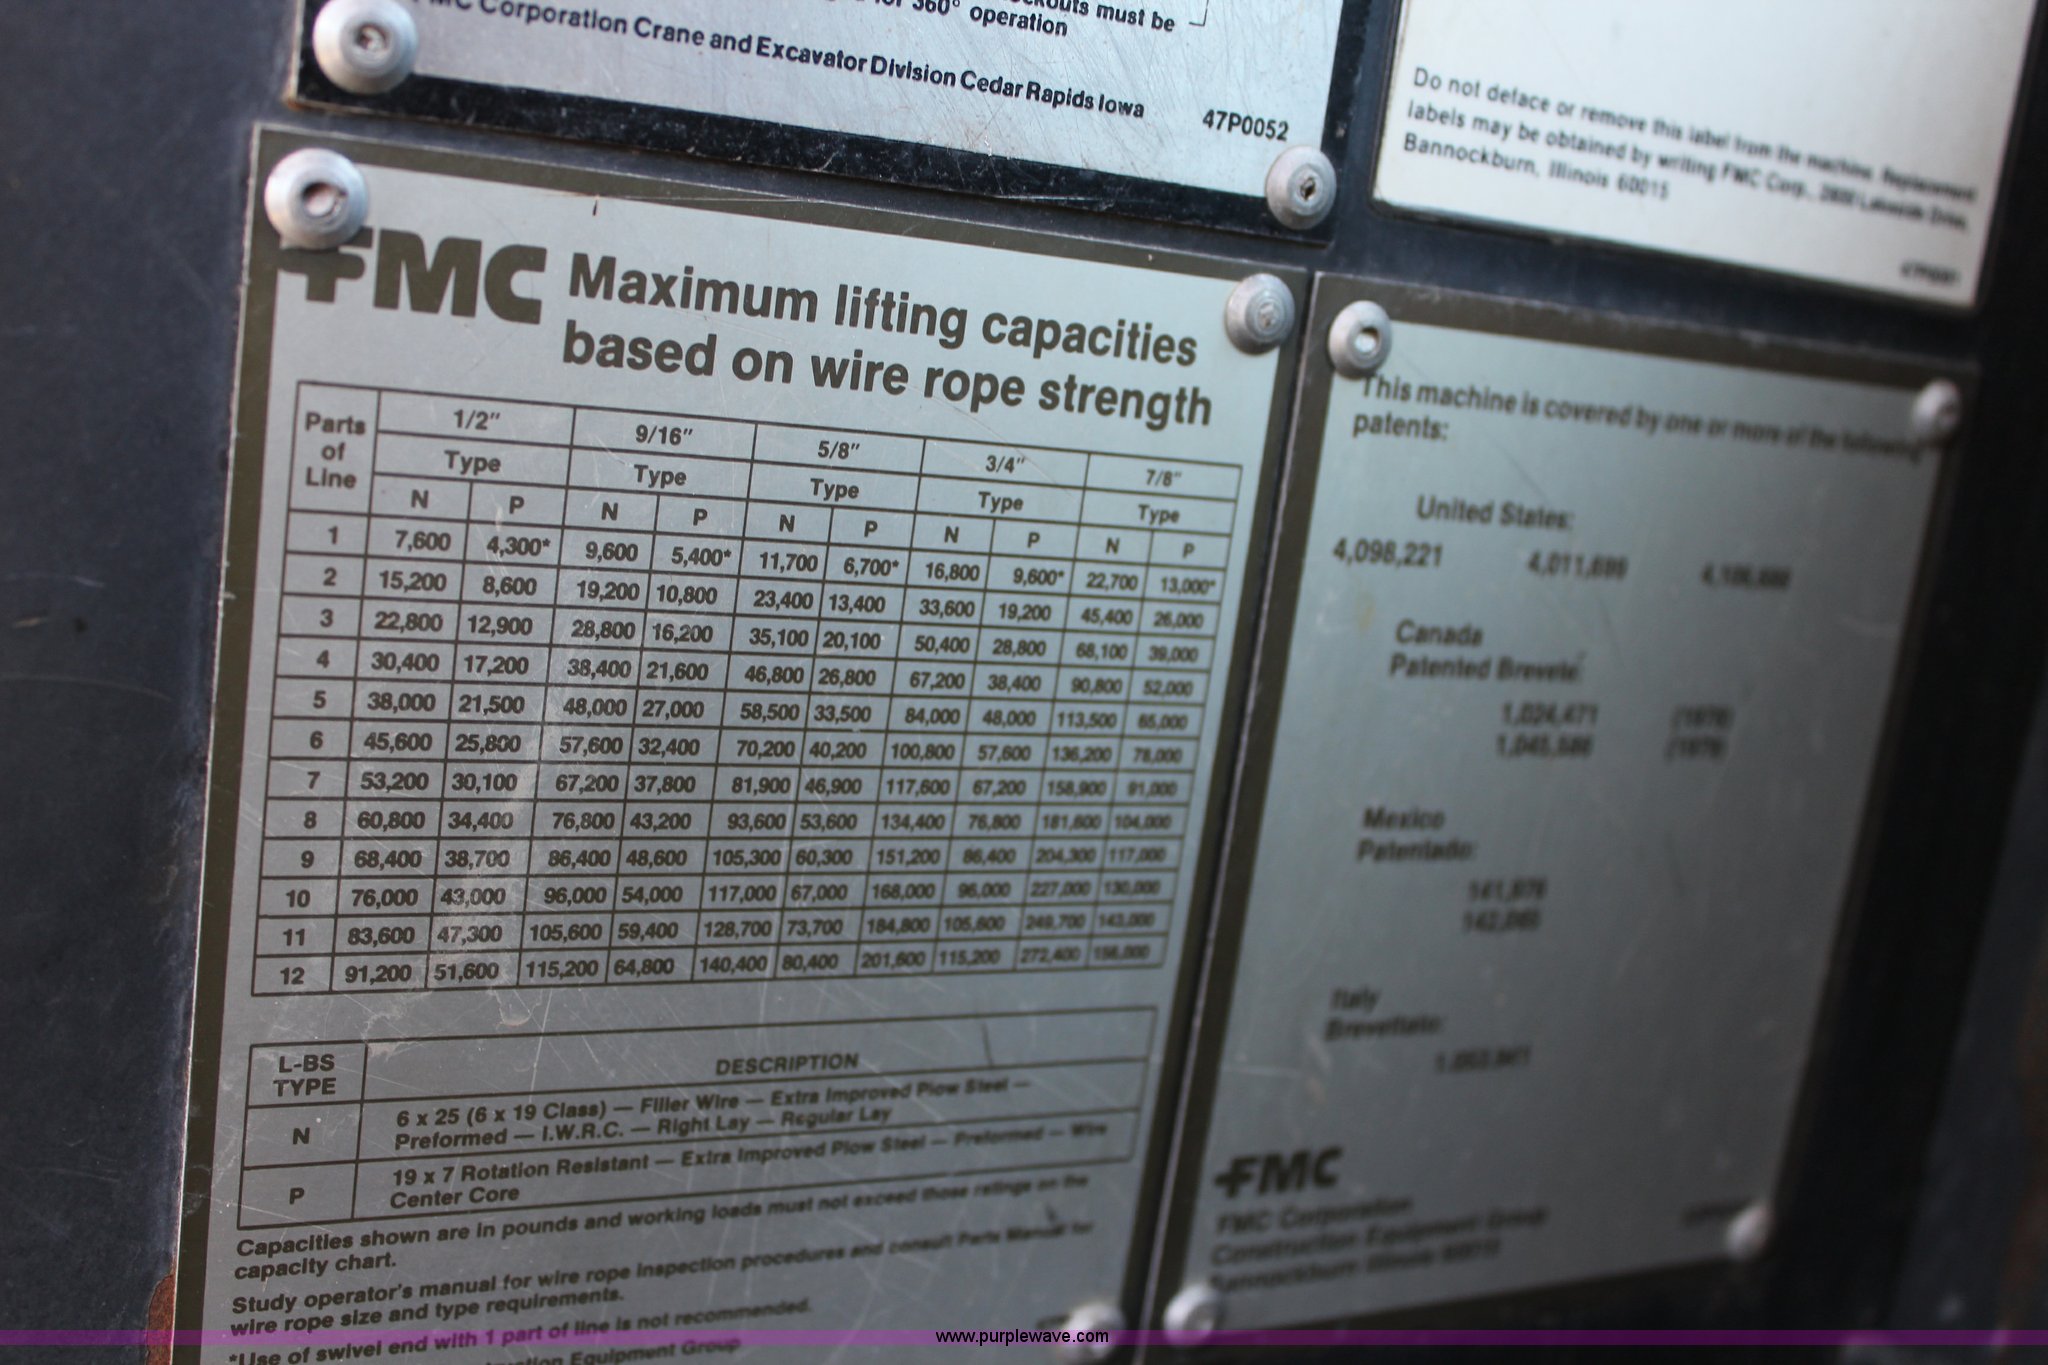 ckouts must be
for 360° operation
FMC Corporation Crane and Excavator Division Cedar Rapids Iowa
47P0052
Do not deface or remove this label from the machine. Replacement
labels may be obtained by writing FMC Corp., Lakeside Drive,
Bannockburn, Illinois 60015
FMC Maximum lifting capacities
based on wire rope strength
Parts of Line 1/2" 9/16" 5/8" 3/4" 7/8"
Type Type Type Type Type
N P N P N P N P N P
1 7,600 4,300* 9,600 5,400* 11,700 6,700* 16,800 9,600* 22,700 13,000*
2 15,200 8,600 19,200 10,800 23,400 13,400 33,600 19,200 45,400 26,000
3 22,800 12,900 28,800 16,200 35,100 20,100 50,400 28,800 68,100 39,000
4 30,400 17,200 38,400 21,600 46,800 26,800 67,200 38,400 90,800 52,000
5 38,000 21,500 48,000 27,000 58,500 33,500 84,000 48,000 113,500 65,000
6 45,600 25,800 57,600 32,400 70,200 40,200 100,800 57,600 136,200 78,000
7 53,200 30,100 67,200 37,800 81,900 46,900 117,600 67,200 158,900 91,000
8 60,800 34,400 76,800 43,200 93,600 53,600 134,400 76,800 181,600 104,000
9 68,400 38,700 86,400 48,600 105,300 60,300 151,200 86,400 204,300 117,000
10 76,000 43,000 96,000 54,000 117,000 67,000 168,000 96,000 227,000 130,000
11 83,600 47,300 105,600 59,400 128,700 73,700 184,800 105,600 249,700 143,000
12 91,200 51,600 115,200 64,800 140,400 80,400 201,600 115,200 272,400 156,000
L-BS TYPE DESCRIPTION
N 6 x 25 (6 x 19 Class) — Filler Wire — Extra Improved Plow Steel —
Preformed — I.W.R.C. — Right Lay — Regular Lay
P 19 x 7 Rotation Resistant — Extra Improved Plow Steel — Preformed — Wire
Center Core
Capacities shown are in pounds and working loads must not exceed those ratings on the
capacity chart.
Study operator's manual for wire rope inspection procedures and consult Parts Manual for
wire rope size and type requirements.
*Use of swivel end with 1 part of line is not recommended.
Equipment Group
This machine is covered by one or more of the following
patents:
United States:
4,098,221 4,011,699
Canada
Patented Brevete
1,024,471 (1978)
(1979)
Mexico
Patentado:
Italy
Brevettato:
FMC
FMC Corporation
Construction Equipment Group
Bannockburn Illinois 60015
www.purplewave.com